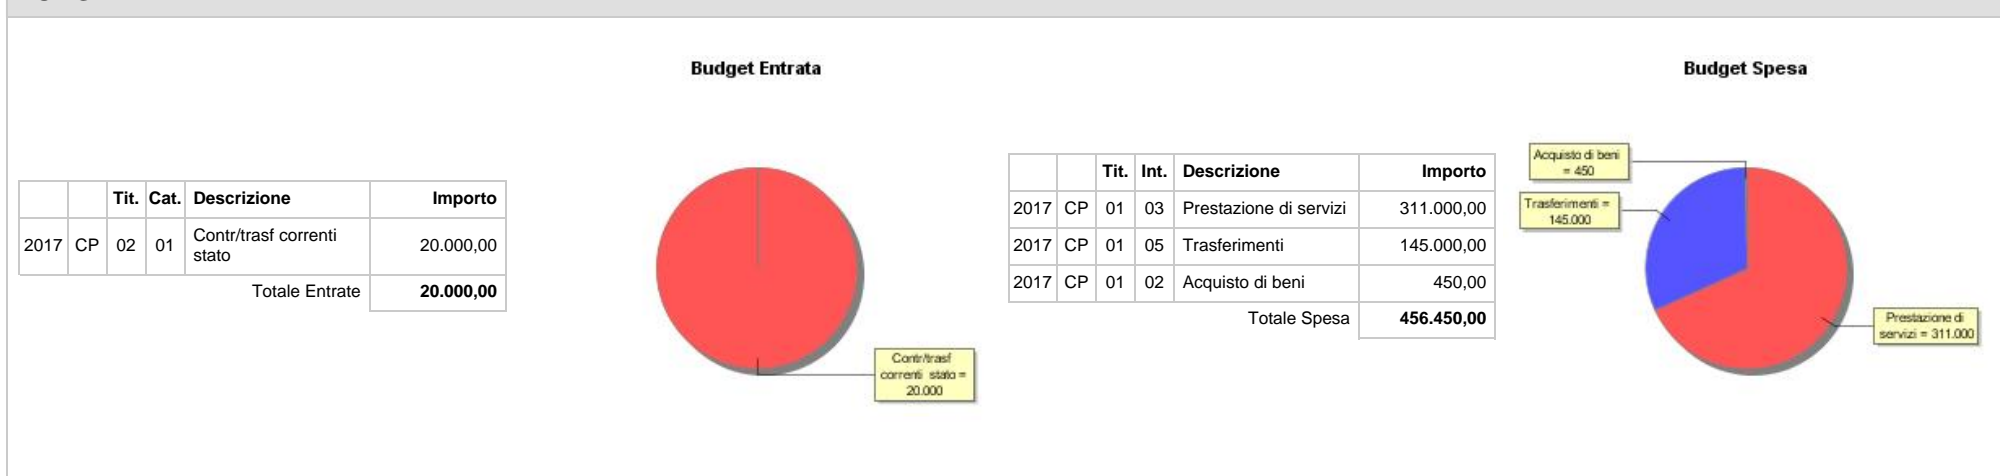 Budget Entrata
Tit. Cat. Descrizione Importo
2017 CP 02 01 Contr/trasf correnti stato 20.000,00
Totale Entrate 20.000,00
Contr/trasf
correnti stato =
20.000
Budget Spesa
Tit. Int. Descrizione Importo
2017 CP 01 03 Prestazione di servizi 311.000,00
2017 CP 01 05 Trasferimenti 145.000,00
2017 CP 01 02 Acquisto di beni 450,00
Totale Spesa 456.450,00
Acquisto di beni
= 450
Trasferimenti =
145.000
Prestazione di
servizi = 311.000